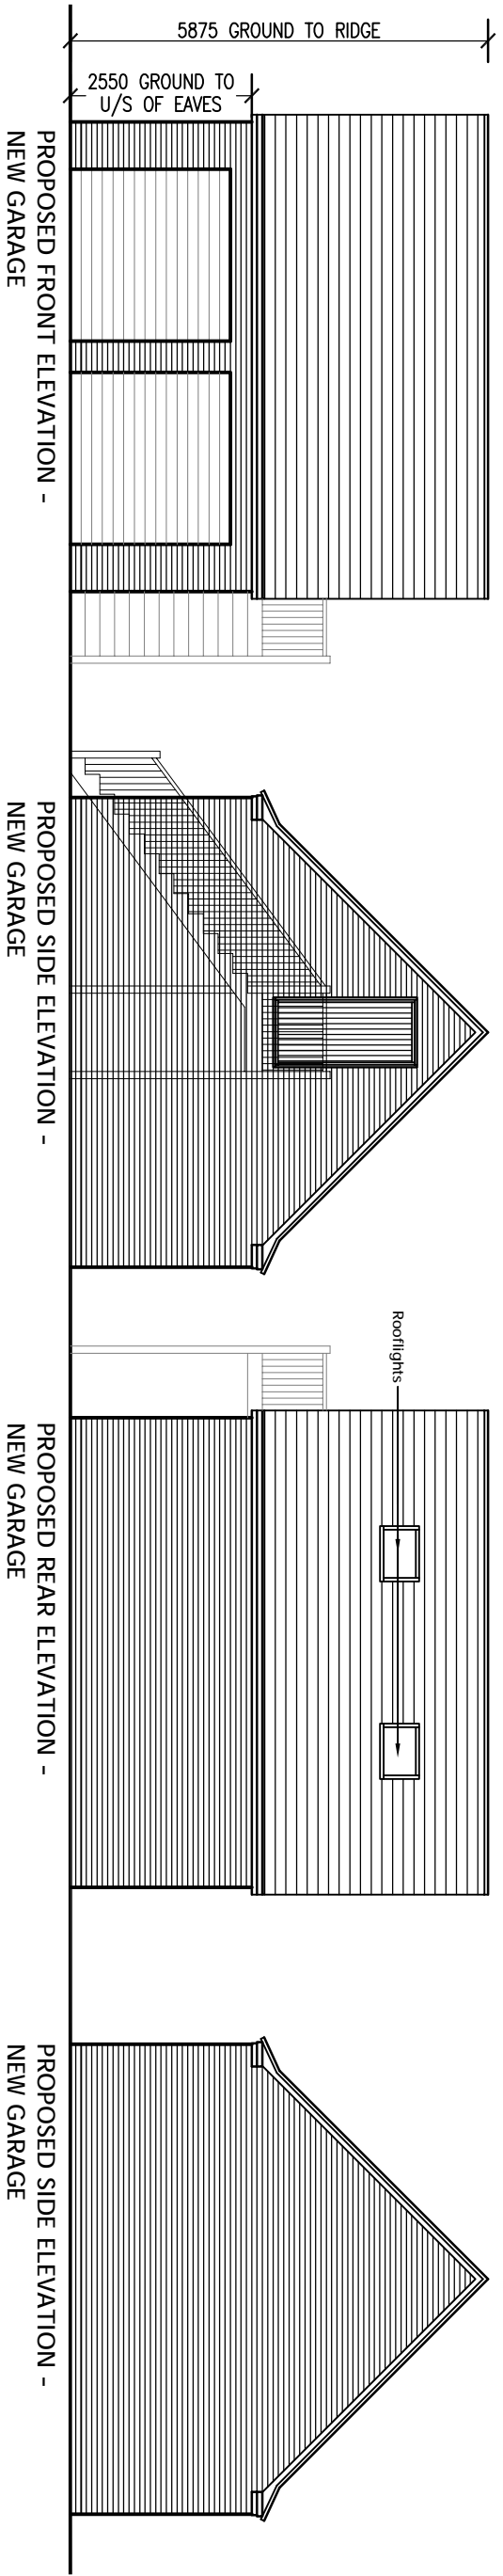 5875 GROUND TO RIDGE
2550 GROUND TO
U/S OF EAVES
PROPOSED FRONT ELEVATION -
NEW GARAGE
PROPOSED SIDE ELEVATION -
NEW GARAGE
Rooflights
PROPOSED REAR ELEVATION -
NEW GARAGE
PROPOSED SIDE ELEVATION -
NEW GARAGE